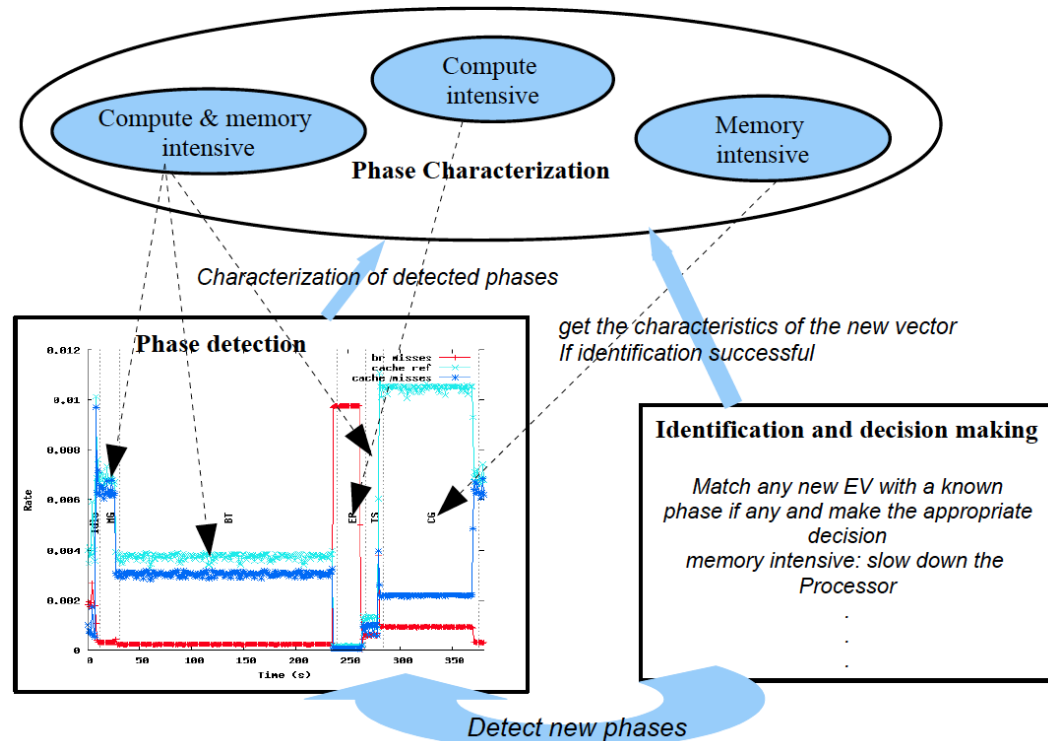 Compute
intensive
Compute & memory
intensive
Memory
intensive
Phase Characterization
Characterization of detected phases
get the characteristics of the new vector
If identification successful
Phase detection
br misses
cache ref
cache misses
0.012
0.01
0.008
0.006
0.004
0.002
0
Rate
Idle
MG
BT
EP
IS
CG
0
50
100
150
200
250
300
350
Time (s)
Identification and decision making
Match any new EV with a known
phase if any and make the appropriate
decision
memory intensive: slow down the
Processor
.
.
.
Detect new phases